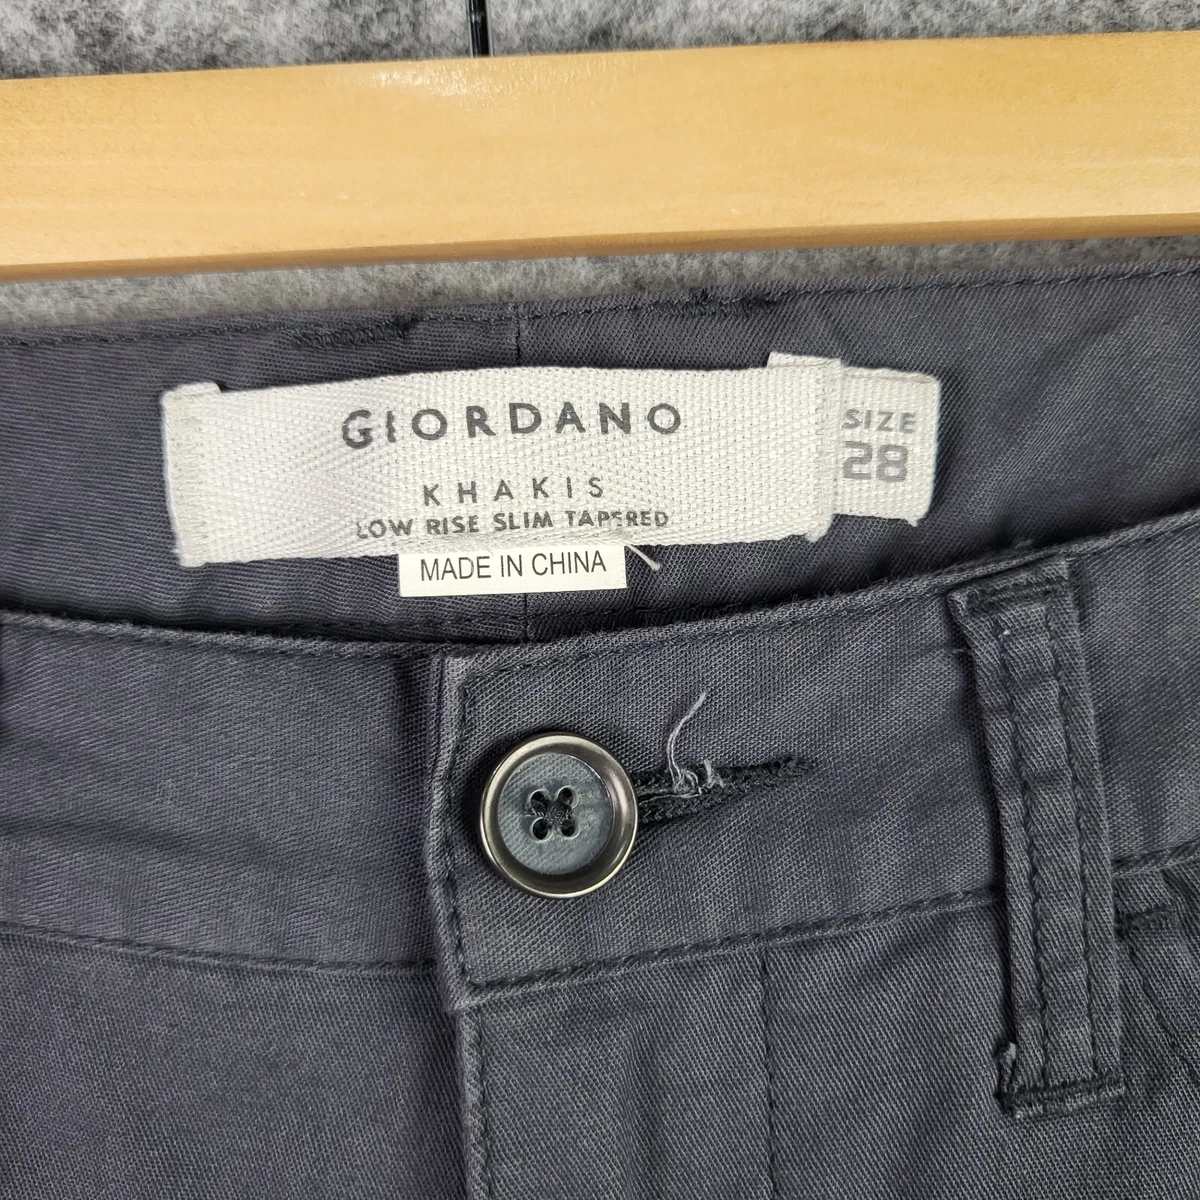 GIORDANO
KHAKIS
LOW RISE SLIM TAPERED
MADE IN CHINA
SIZE
28